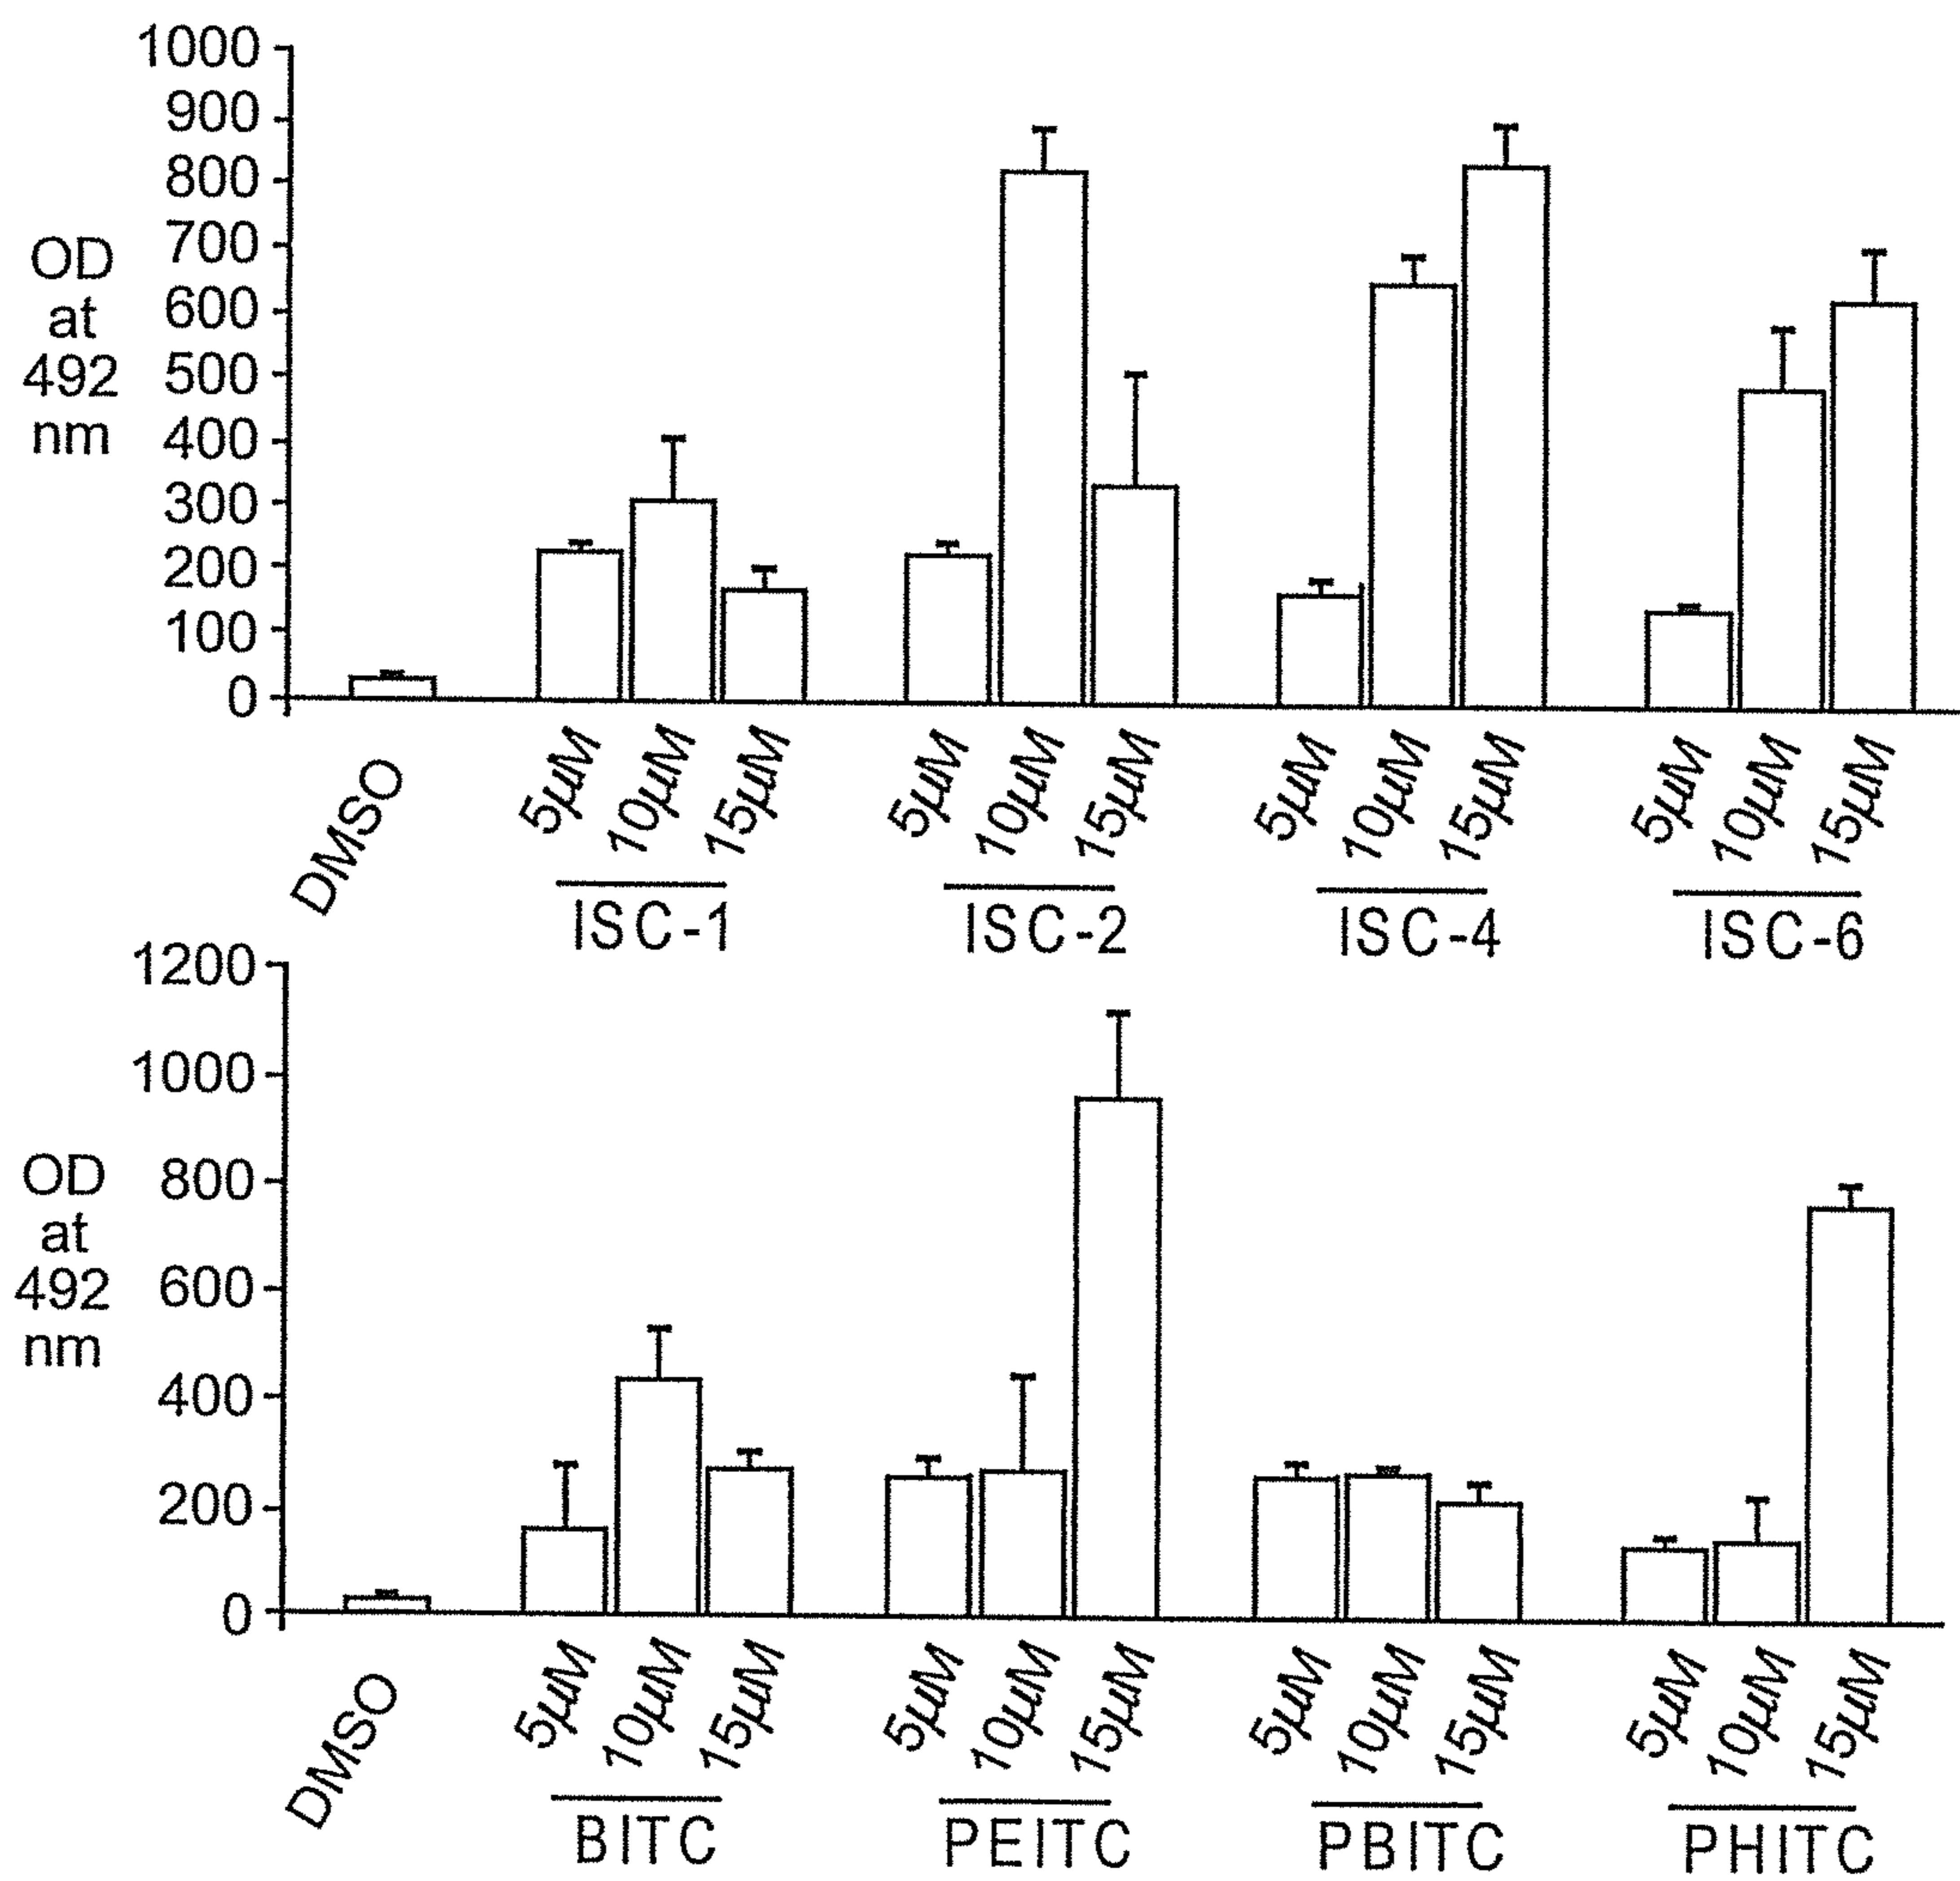 1000
900
800
700
600
500
400
300
200
100
0
OD
at
492
nm
DMSO
5µM 10µM 15µM 5µM 10µM 15µM 5µM 10µM 15µM 5µM 10µM 15µM
ISC-1 ISC-2 ISC-4 ISC-6
1200
1000
800
600
400
200
0
OD
at
492
nm
DMSO
5µM 10µM 15µM 5µM 10µM 15µM 5µM 10µM 15µM 5µM 10µM 15µM
BITC PEITC PBITC PHITC